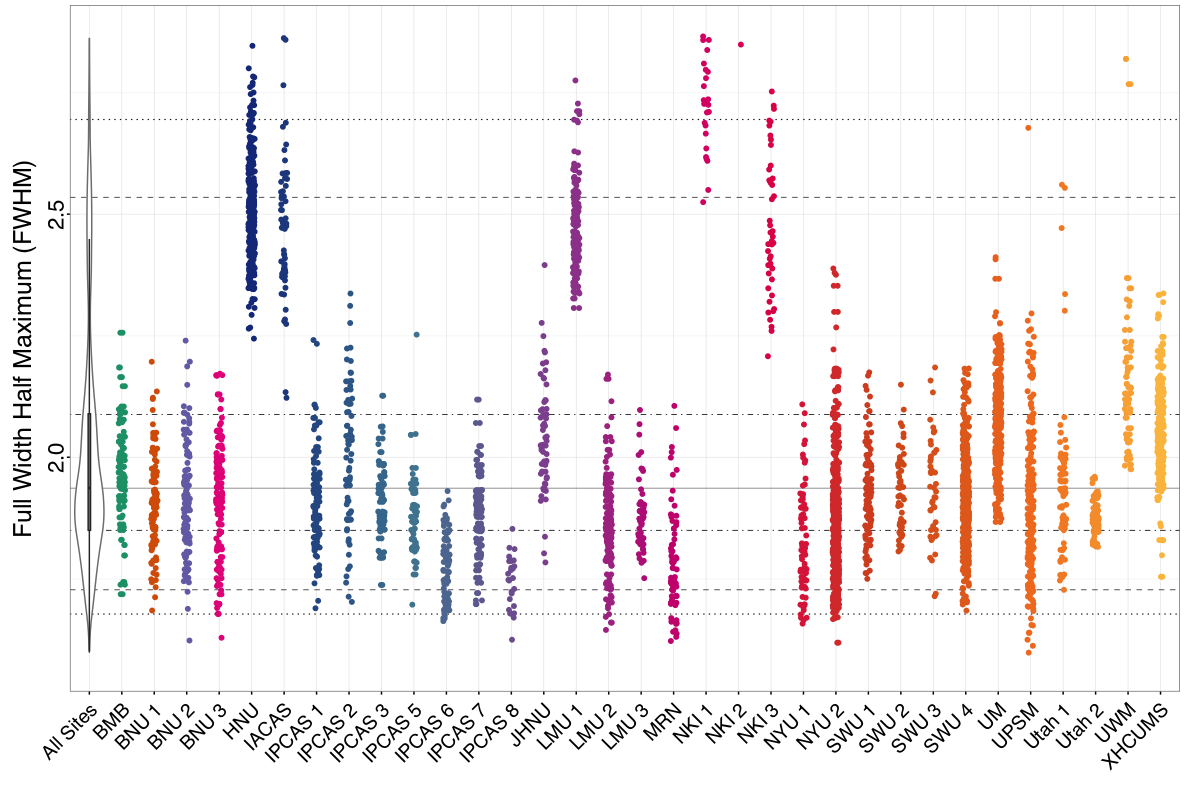 Full Width Half Maximum (FWHM)
2.5
2.0
All Sites
BMB
BNU 1
BNU 2
BNU 3
HNU
IACAS
IPCAS 1
IPCAS 2
IPCAS 3
IPCAS 5
IPCAS 6
IPCAS 7
IPCAS 8
JHNU
LMU 1
LMU 2
LMU 3
MRN
NKI 1
NKI 2
NKI 3
NYU 1
NYU 2
SWU 1
SWU 2
SWU 3
SWU 4
UM
UPSM
Utah 1
Utah 2
UWM
XHCUMS